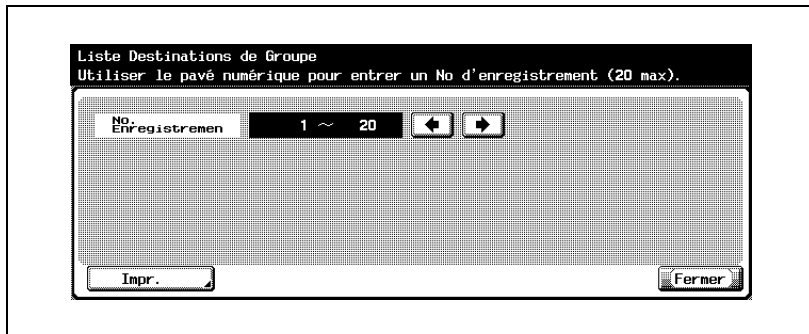 Liste Destinations de Groupe
Utiliser le pavé numérique pour entrer un No d'enregistrement (20 max).
No.
Enregistremen
1 ~ 20
Impr.
Fermer